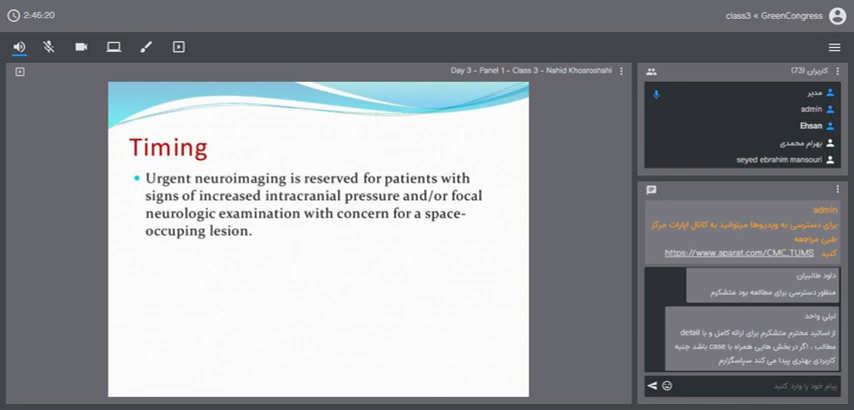 2:46:20
class3 « GreenCongress
Day 3 - Panel 1 - Class 3 - Nahid Khosroshahi
Timing
• Urgent neuroimaging is reserved for patients with
signs of increased intracranial pressure and/or focal
neurologic examination with concern for a space-
occuping lesion.
کاربران (73)
مدیر
admin
Ehsan
بهرام محمدی
seyed ebrahim mansouri
admin
برای دسترسی به ویدیوها میتوانید به کانال اپارات مرکز
طبی مراجعه
کنید https://www.aparat.com/CMC_TUMS
داود طالبیان
منظور دسترسی برای مطالعه بود متشکرم
لیلی واحد
از اساتید محترم متشکرم برای ارائه کامل و با detail
مطالب ، اگر در بخش هایی همراه با case باشد جنبه
کاربردی بهتری پیدا می کند سپاسگزارم
پیام خود را وارد کنید